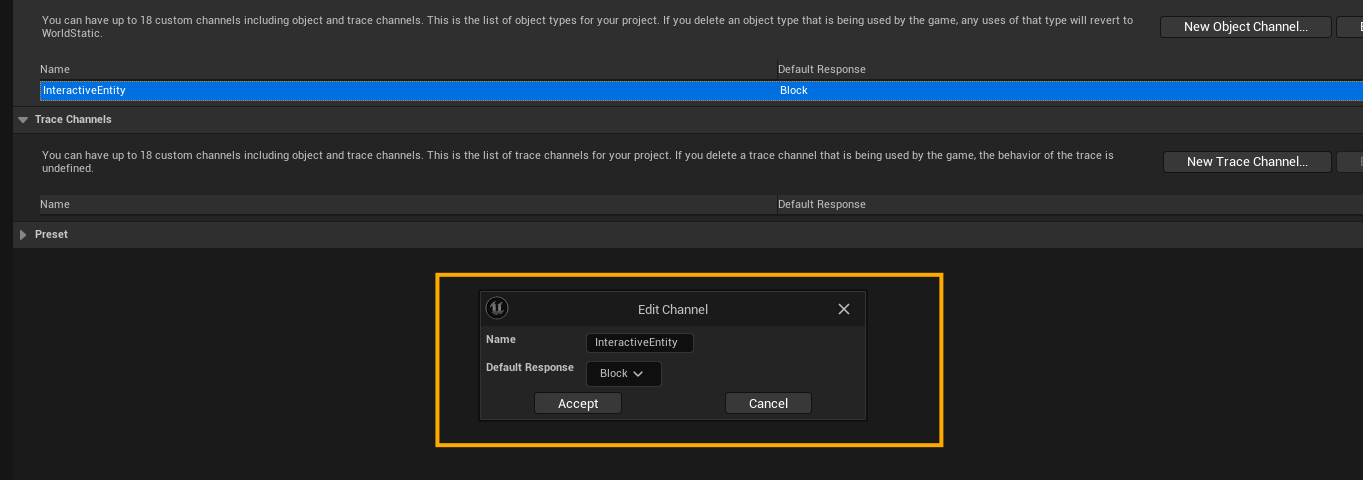 You can have up to 18 custom channels including object and trace channels. This is the list of object types for your project. If you delete an object type that is being used by the game, any uses of that type will revert to
WorldStatic.
New Object Channel...
Name
Default Response
InteractiveEntity
Block
Trace Channels
You can have up to 18 custom channels including object and trace channels. This is the list of trace channels for your project. If you delete a trace channel that is being used by the game, the behavior of the trace is
undefined.
New Trace Channel...
Name
Default Response
Preset
Edit Channel
Name
InteractiveEntity
Default Response
Block
Accept
Cancel